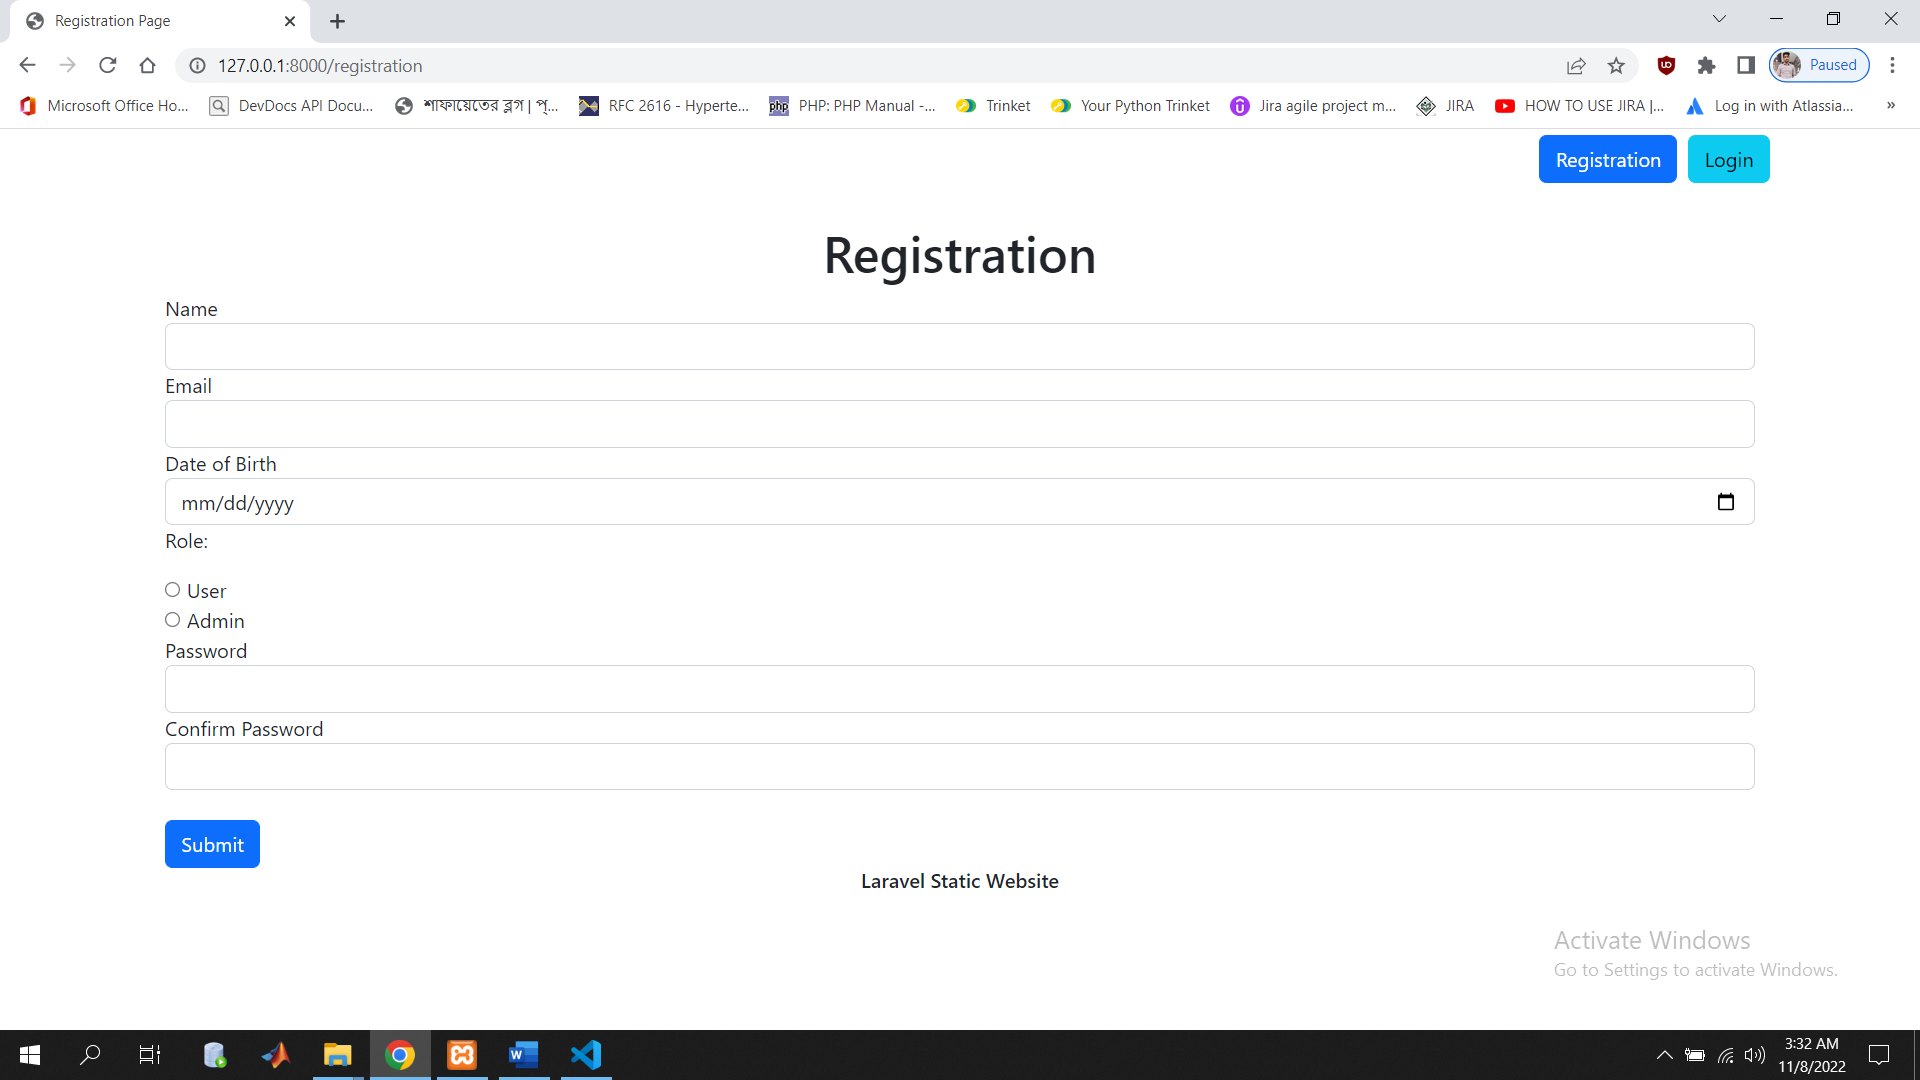 Registration Page
127.0.0.1:8000/registration
Paused
Microsoft Office Ho... DevDocs API Docu... শাফায়েতের ব্লগ | প্... RFC 2616 - Hyperte... php PHP: PHP Manual -... Trinket Your Python Trinket Jira agile project m... JIRA HOW TO USE JIRA |... Log in with Atlassia... »
Registration Login
Registration
Name
Email
Date of Birth
mm/dd/yyyy
Role:
User
Admin
Password
Confirm Password
Submit
Laravel Static Website
Activate Windows
Go to Settings to activate Windows.
3:32 AM
11/8/2022